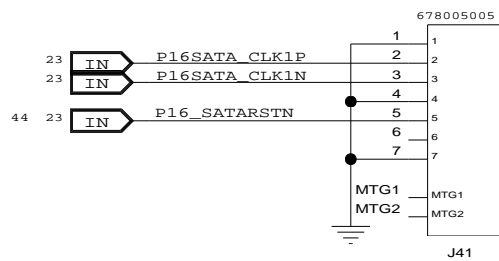 678005005
1 1
23 IN P16SATA_CLK1P 2 2
23 IN P16SATA_CLK1N 3 3
4 4
44 23 IN P16_SATARSTN 5 5
6 6
7 7
MTG1 MTG1
MTG2 MTG2
J41